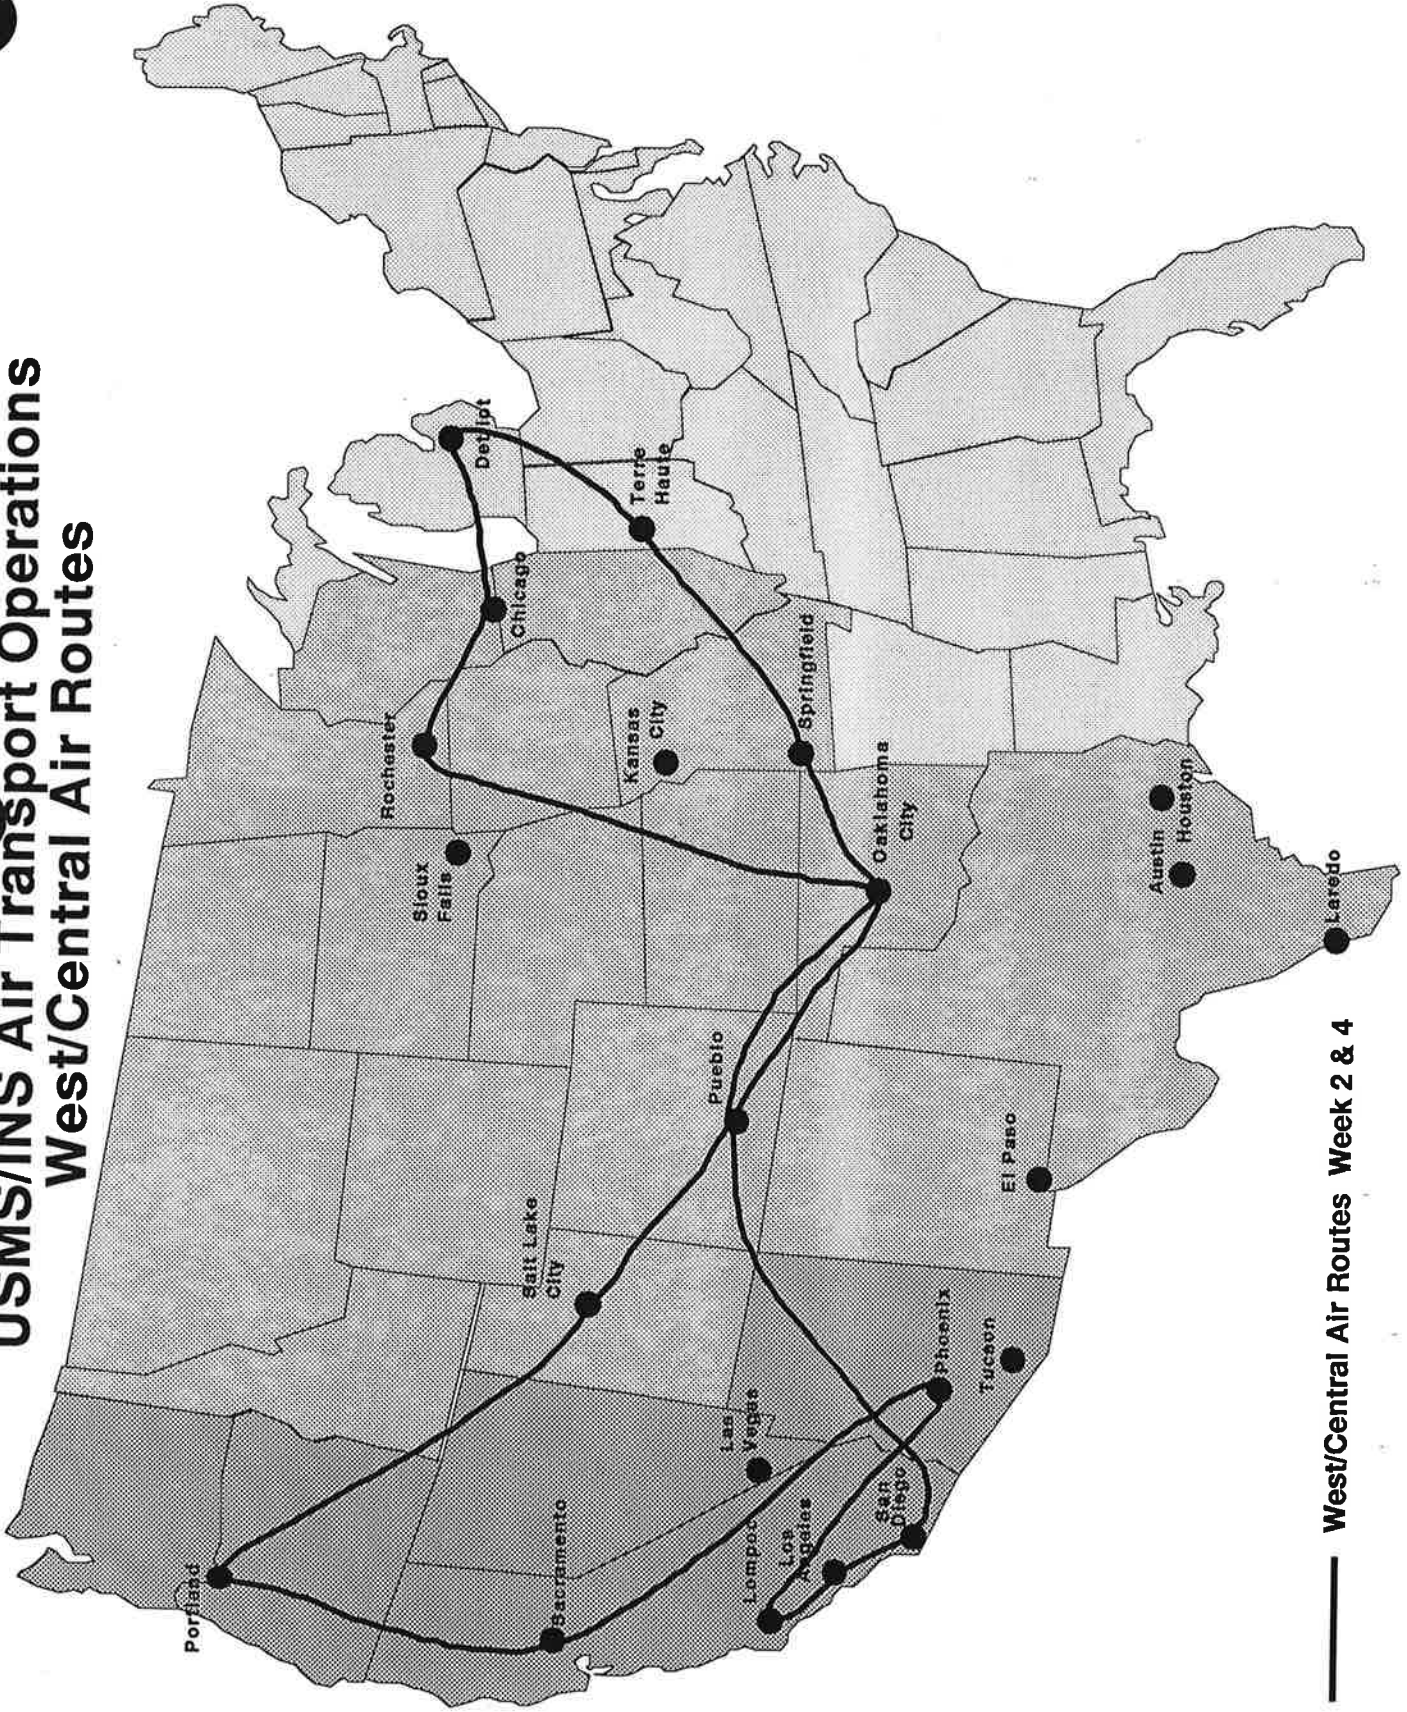 USMS/INS Air Transport Operations
West/Central Air Routes
Portland
Sacramento
Lompoc
Los
Angeles
San
Diego
Las
Vegas
Phoenix
Tucson
Salt Lake
City
Pueblo
El Paso
Sioux
Falls
Rochester
Kansas
City
Oaklahoma
City
Springfield
Chicago
Detriot
Terre
Haute
Austin
Houston
Laredo
West/Central Air Routes Week 2 & 4